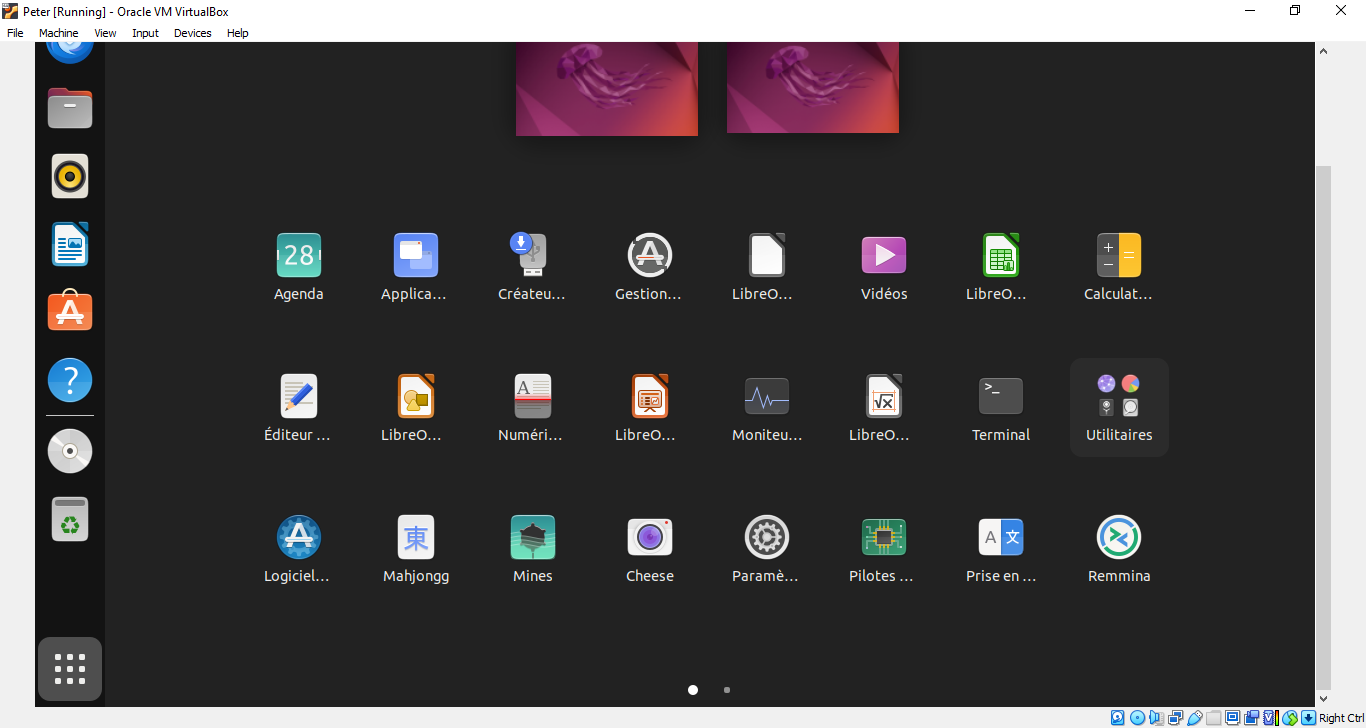 Peter [Running] - Oracle VM VirtualBox
File Machine View Input Devices Help
28
Agenda
Applica...
Créateu...
Gestion...
LibreO...
Vidéos
LibreO...
Calculat...
Éditeur ...
LibreO...
Numéri...
LibreO...
Moniteu...
LibreO...
Terminal
Utilitaires
Logiciel...
東
Mahjongg
Mines
Cheese
Paramè...
Pilotes ...
A 文
Prise en ...
Remmina
Right Ctrl